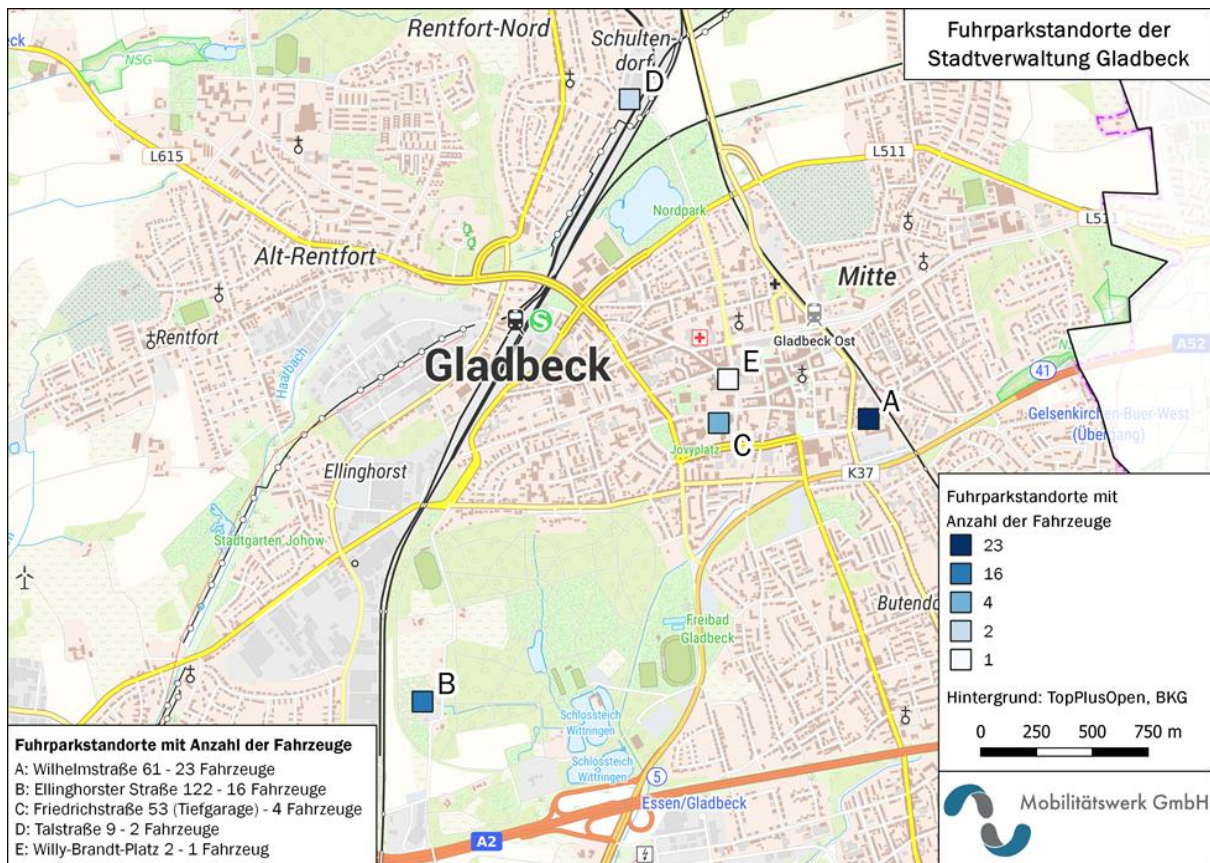 Fuhrparkstandorte der
Stadtverwaltung Gladbeck
Rentfort-Nord
Schulten-
dorf
D
NSG
L615
L511
L511
Nordpark
Alt-Rentfort
Mitte
Rentfort
Haarbach
S
Gladbeck
Gladbeck Ost
E
A
C
Jovyplatz
A52
41
Gelsenkirchen-Buer-West
(Übergang)
K37
Ellinghorst
Stadtgarten Johow
Freibad
Gladbeck
B
Schlossteich
Wittringen
Schlossteich
Wittringen
5
Essen/Gladbeck
A2
Fuhrparkstandorte mit
Anzahl der Fahrzeuge
23
16
4
2
1
Hintergrund: TopPlusOpen, BKG
0 250 500 750 m
Mobilitätswerk GmbH
Fuhrparkstandorte mit Anzahl der Fahrzeuge
A: Wilhelmstraße 61 - 23 Fahrzeuge
B: Ellinghorster Straße 122 - 16 Fahrzeuge
C: Friedrichstraße 53 (Tiefgarage) - 4 Fahrzeuge
D: Talstraße 9 - 2 Fahrzeuge
E: Willy-Brandt-Platz 2 - 1 Fahrzeug